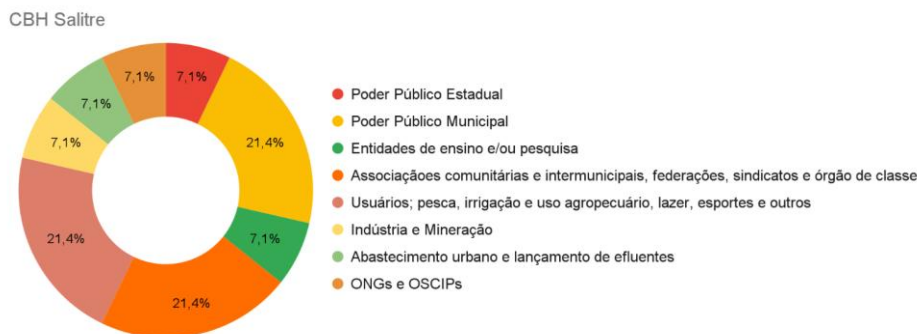 CBH Salitre
7,1%
7,1%
7,1%
21,4%
7,1%
7,1%
21,4%
21,4%
Poder Público Estadual
Poder Público Municipal
Entidades de ensino e/ou pesquisa
Associaçãoes comunitárias e intermunicipais, federações, sindicatos e órgão de classe
Usuários; pesca, irrigação e uso agropecuário, lazer, esportes e outros
Indústria e Mineração
Abastecimento urbano e lançamento de efluentes
ONGs e OSCIPs